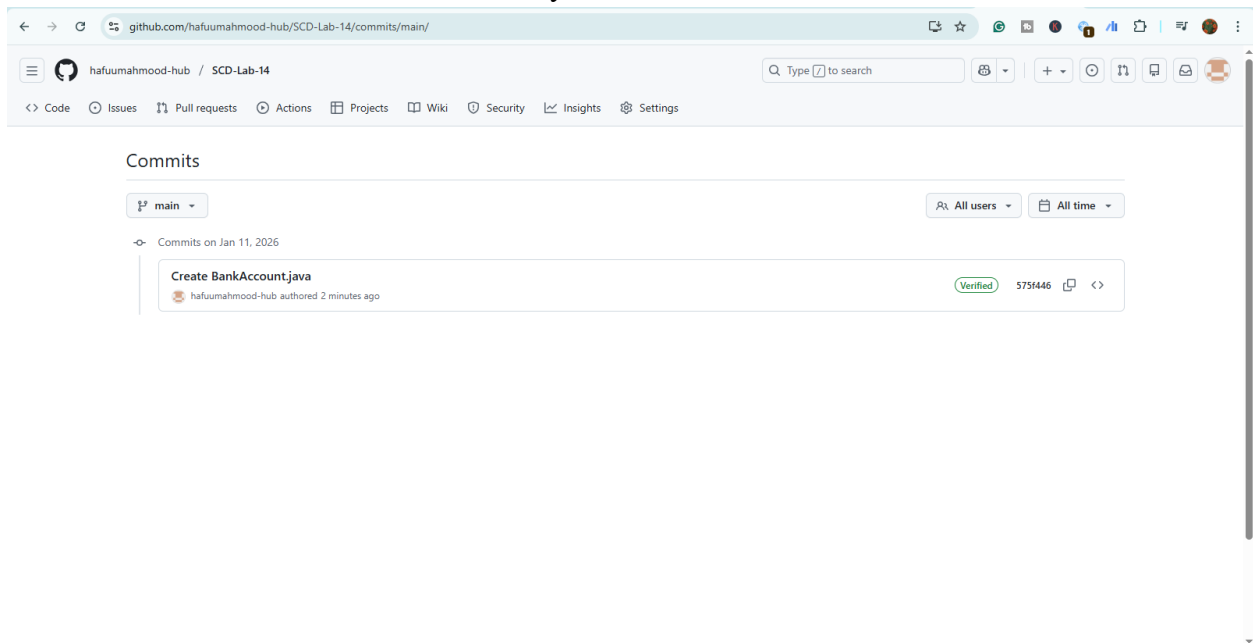 github.com/hafuumahmood-hub/SCD-Lab-14/commits/main/
1
hafuumahmood-hub / SCD-Lab-14
Type / to search
Code Issues Pull requests Actions Projects Wiki Security Insights Settings
Commits
main All users All time
Commits on Jan 11, 2026
Create BankAccount.java
Verified 575f446
hafuumahmood-hub authored 2 minutes ago